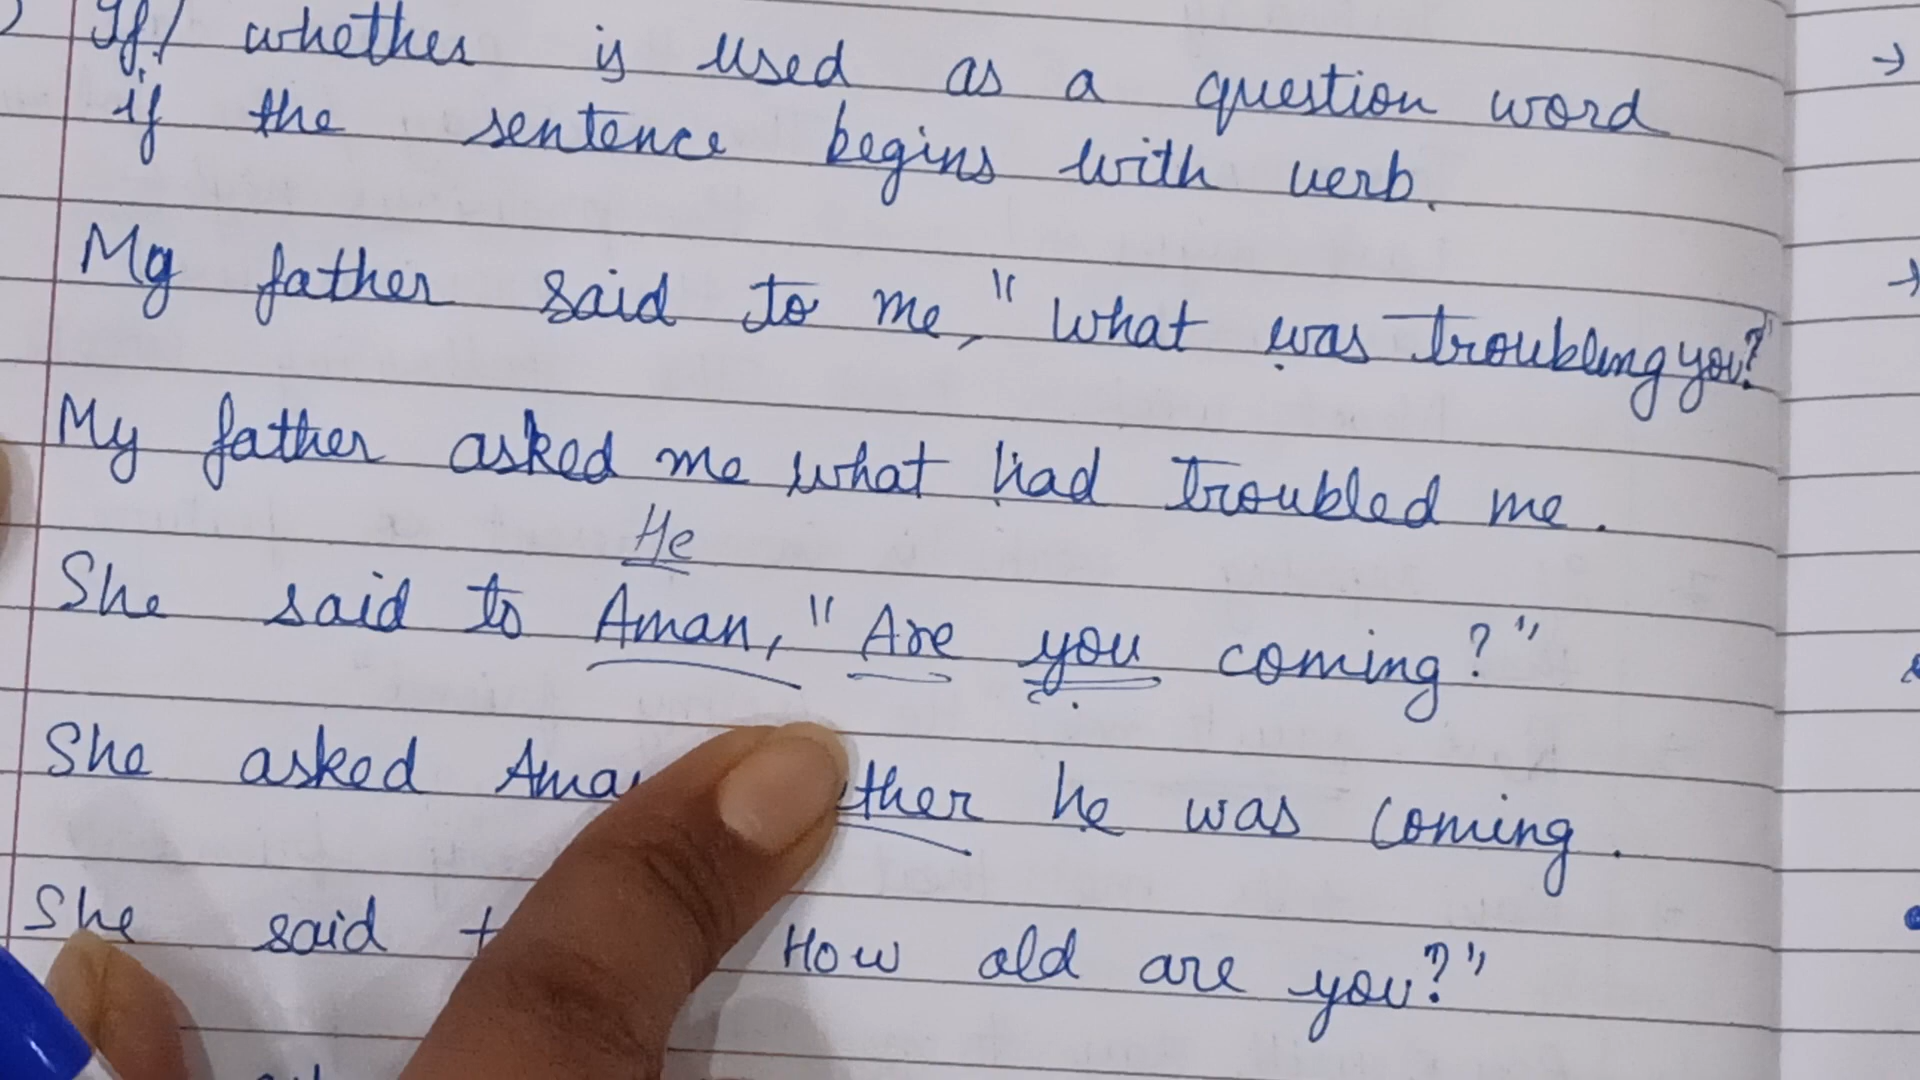 If/ whether is used as a question word
if the sentence begins with verb.
My father said to me, "What was troubling you?"
My father asked me what had troubled me.
He
She said to Aman, "Are you coming?"
She asked he was coming.
She said How old are you?"